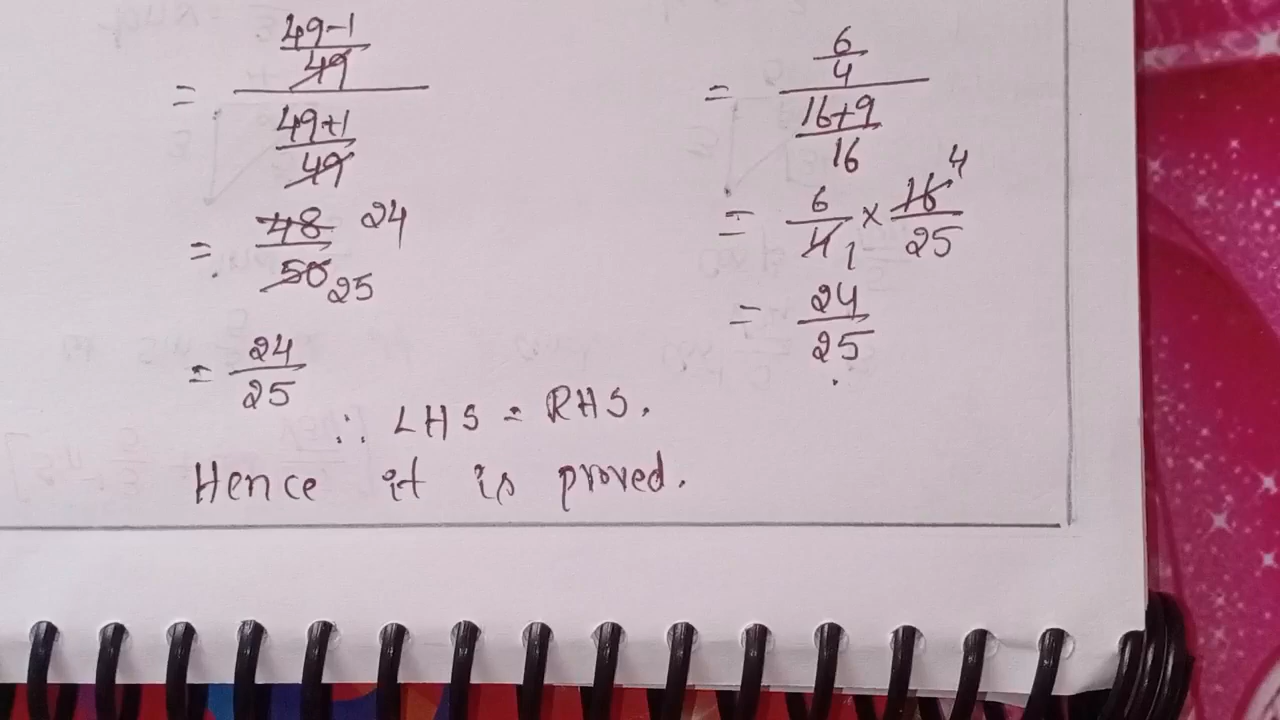 = (49-1)/49 / (49+1)/49
= 48/50 24 25
= 24/25
= 6/4 / (16+9)/16
= 6/4 1 × 16 4/25
= 24/25
∴ LHS = RHS.
Hence it is proved.